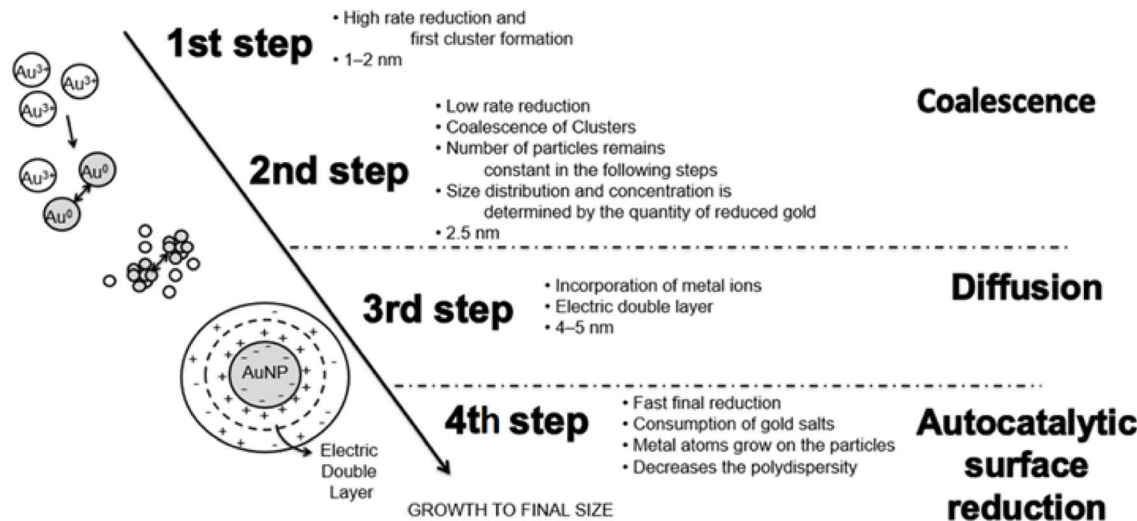 1st step
• High rate reduction and
first cluster formation
• 1–2 nm
Au3+
Au3+
Au3+
Au3+
Au0
Au0
2nd step
• Low rate reduction
• Coalescence of Clusters
• Number of particles remains
constant in the following steps
• Size distribution and concentration is
determined by the quantity of reduced gold
• 2.5 nm
Coalescence
3rd step
• Incorporation of metal ions
• Electric double layer
• 4–5 nm
Diffusion
AuNP
Electric
Double
Layer
4th step
• Fast final reduction
• Consumption of gold salts
• Metal atoms grow on the particles
• Decreases the polydispersity
Autocatalytic
surface
reduction
GROWTH TO FINAL SIZE